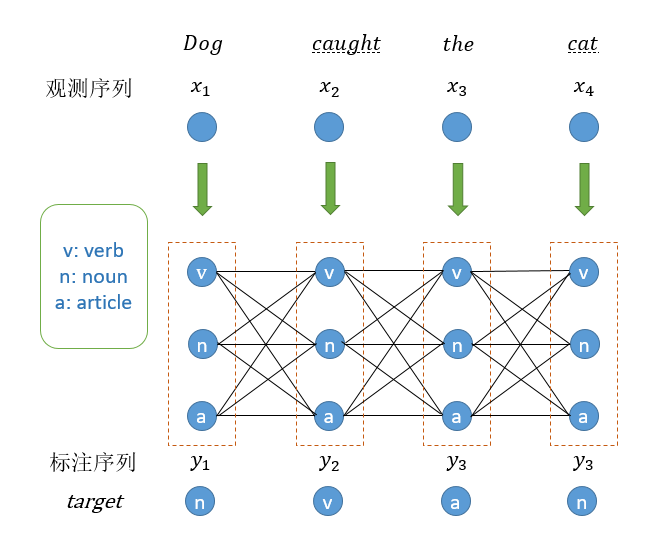 Dog caught the cat
观测序列 x₁ x₂ x₃ x₄
v: verb
n: noun
a: article
v v v v
n n n n
a a a a
标注序列 y₁ y₂ y₃ y₃
target n v a n